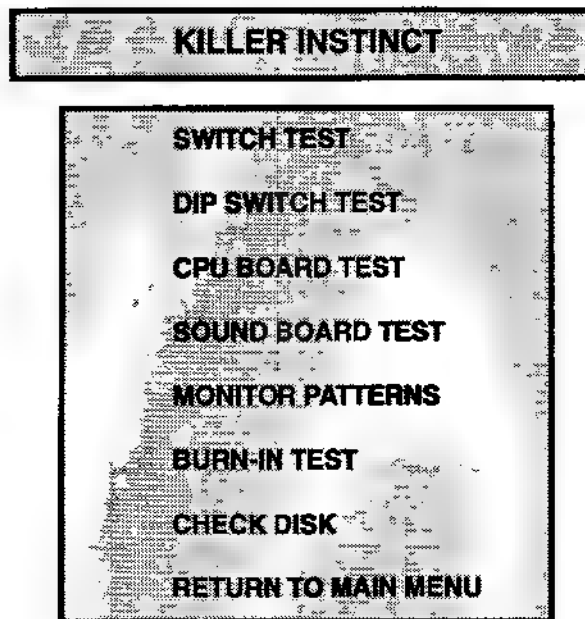 KILLER INSTINCT
SWITCH TEST
DIP SWITCH TEST
CPU BOARD TEST
SOUND BOARD TEST
MONITOR PATTERNS
BURN-IN TEST
CHECK DISK
RETURN TO MAIN MENU